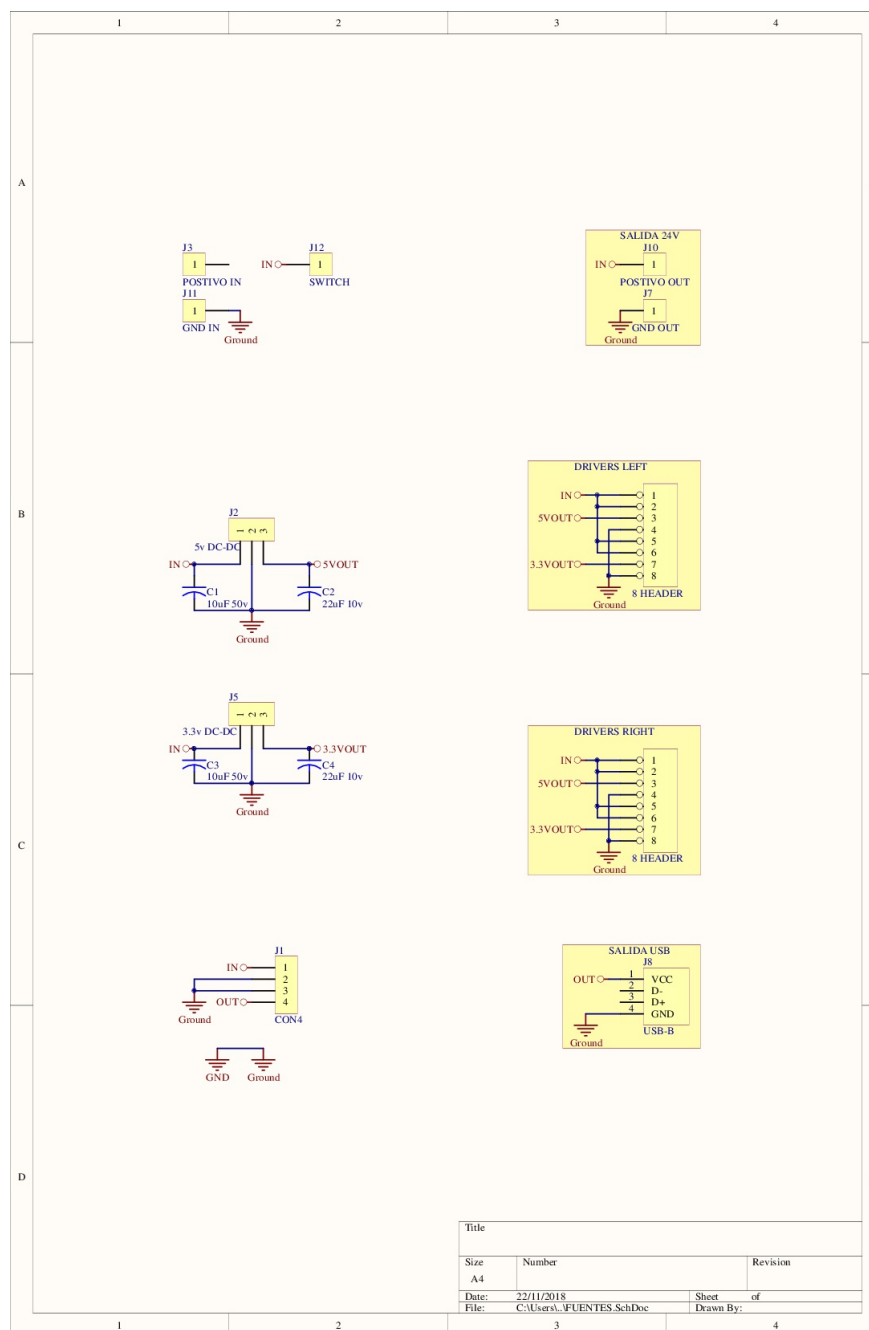 1 2 3 4
A
J3
1
POSTIVO IN
J11
1
GND IN
Ground
J12
IN 1
SWITCH
SALIDA 24V
J10
IN 1
POSTIVO OUT
J7
1
GND OUT
Ground
B
J2
1 2 3
5v DC-DC
IN 5VOUT
C1 C2
10uF 50v 22uF 10v
Ground
DRIVERS LEFT
IN 1
2
5VOUT 3
4
5
6
3.3VOUT 7
8
Ground
8 HEADER
J5
1 2 3
3.3v DC-DC
IN 3.3VOUT
C3 C4
10uF 50v 22uF 10v
Ground
C
DRIVERS RIGHT
IN 1
2
5VOUT 3
4
5
6
3.3VOUT 7
8
Ground
8 HEADER
J1
IN 1
2
3
OUT 4
Ground
CON4
GND Ground
SALIDA USB
J8
OUT 1 VCC
2 D-
3 D+
4 GND
Ground
USB-B
D
Title
Size Number Revision
A4
Date: 22/11/2018 Sheet of
File: C:\Users\..\FUENTES.SchDoc Drawn By:
1 2 3 4